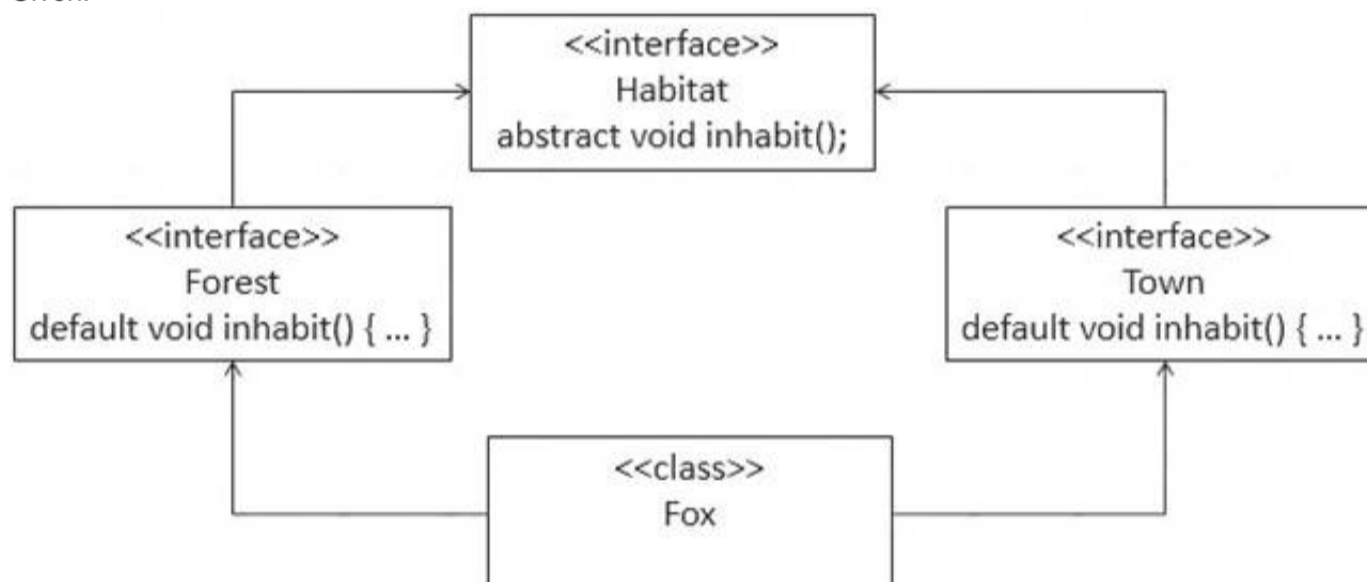 <<interface>>
Habitat
abstract void inhabit();
<<interface>>
Forest
default void inhabit() { ... }
<<interface>>
Town
default void inhabit() { ... }
<<class>>
Fox